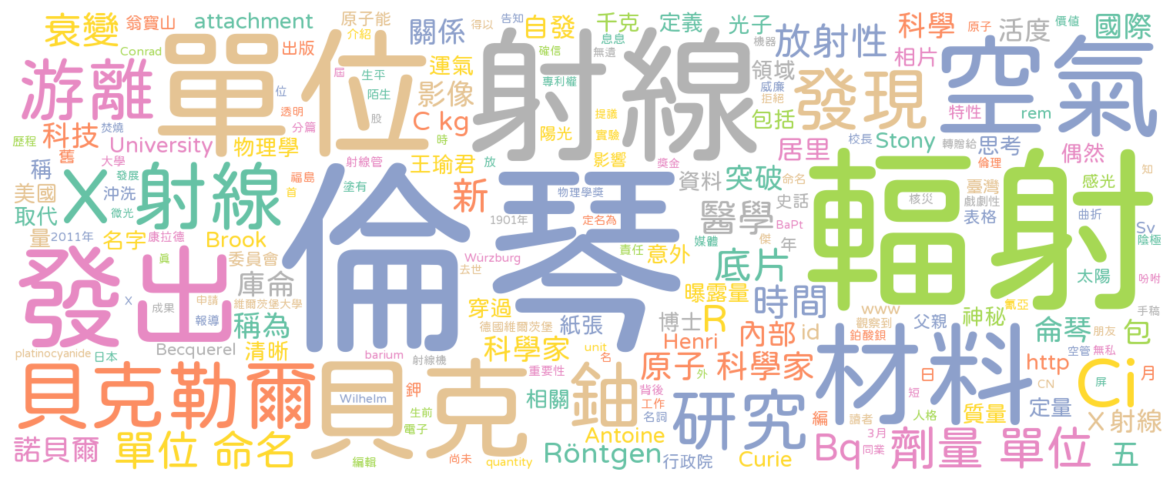 衰變
翁寶山
attachment
原子能
介紹
得以
告知
自發
千克
定義
光子
科學
原子
價值
活度
國際
Conrad
出版
關係
確信
息息
無遺
機器
相片
游離
單位
射線
空氣
放射性
領域
發現
屆
生平
運氣
影像
專利權
威廉
拒絕
特性
rem
歷程
科技
焚燒
位
透明
分篇
陌生
股
C kg
陽光
提議
實驗
包括
舊
University
物理學
時
王瑜君
影響
獎金
居里
校長
Stony
轉贈給
思考
偶然
稱
大學
射線管
放
新
資料
突破
命名
倫理
知
美國
發展
沖洗
X 射線
福島
首
塗有
物理學獎
醫學
史話
臺灣
戲劇性
感光
取代
微光
輻射
核災
量
2011年
名字
康拉德
Brook
倫琴
1901年
定名為
BaPt
表格
曲折
Sv
陰極
委員會
真
去世
Würzburg
責任
媒體
意外
傑
年
底片
發出
X
成果
申請
庫侖
維爾茨堡大學
報導
稱為
德國維爾茨堡
穿過
紙張
曝露量
時間
太陽
吩咐
氰亞
神秘
手稿
Becquerel
清晰
科學家
博士
R
內部
www
觀察到
父親
侖琴
朋友
包
platinocyanide
日本
barium
射線機
unit
名
Henri
id
鉑酸鋇
材料
空管
無私
貝克勒爾
貝克
重要性
鈾
原子 科學家
外
日
http
Ci
月
Wilhelm
鉀
相關
背後
工作
名詞
研究
短
人格
CN
屏
質量
定量
X 射線
編
讀者
諾貝爾
單位 命名
生前
電子
Antoine
Röntgen
行政院
Curie
Bq
3月
同業
劑量 單位
五
編輯
尚未
quantity